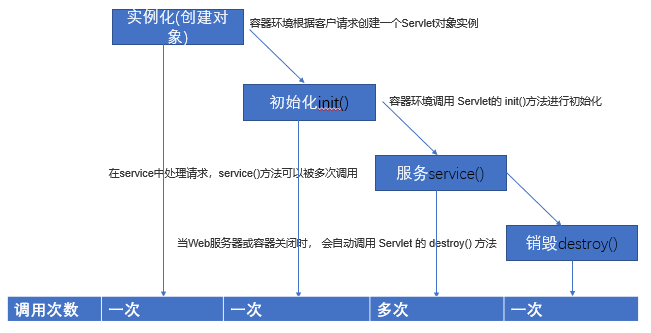 实例化(创建对
象)
容器环境根据客户请求创建一个Servlet对象实例
初始化init()
容器环境调用 Servlet的 init()方法进行初始化
在service中处理请求，service()方法可以被多次调用
服务service()
当Web服务器或容器关闭时， 会自动调用 Servlet 的 destroy() 方法
销毁destroy()
调用次数 一次 一次 多次 一次